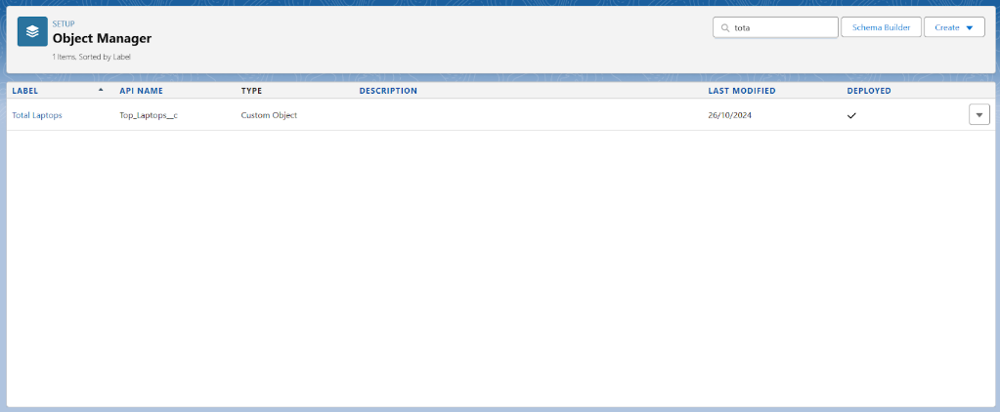 SETUP
Object Manager
1 Items, Sorted by Label
tota
Schema Builder
Create
LABEL API NAME TYPE DESCRIPTION LAST MODIFIED DEPLOYED
Total Laptops Top_Laptops__c Custom Object 26/10/2024